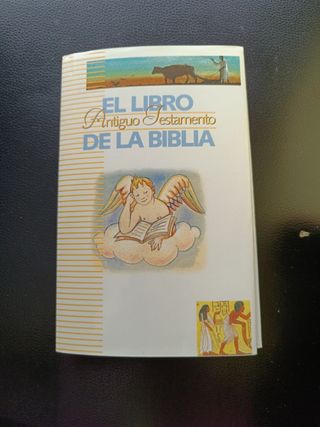 EL LIBRO
Antiguo Testamento
DE LA BIBLIA